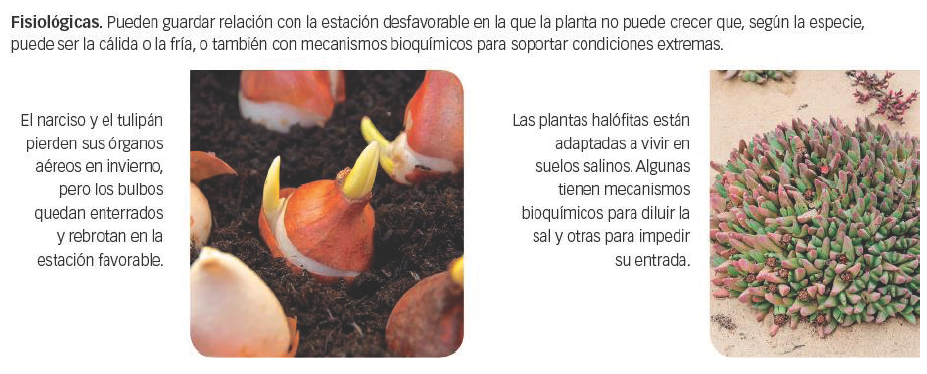 Fisiológicas. Pueden guardar relación con la estación desfavorable en la que la planta no puede crecer que, según la especie,
puede ser la cálida o la fría, o también con mecanismos bioquímicos para soportar condiciones extremas.
El narciso y el tulipán
pierden sus órganos
aéreos en invierno,
pero los bulbos
quedan enterrados
y rebrotan en la
estación favorable.
Las plantas halófitas están
adaptadas a vivir en
suelos salinos. Algunas
tienen mecanismos
bioquímicos para diluir la
sal y otras para impedir
su entrada.